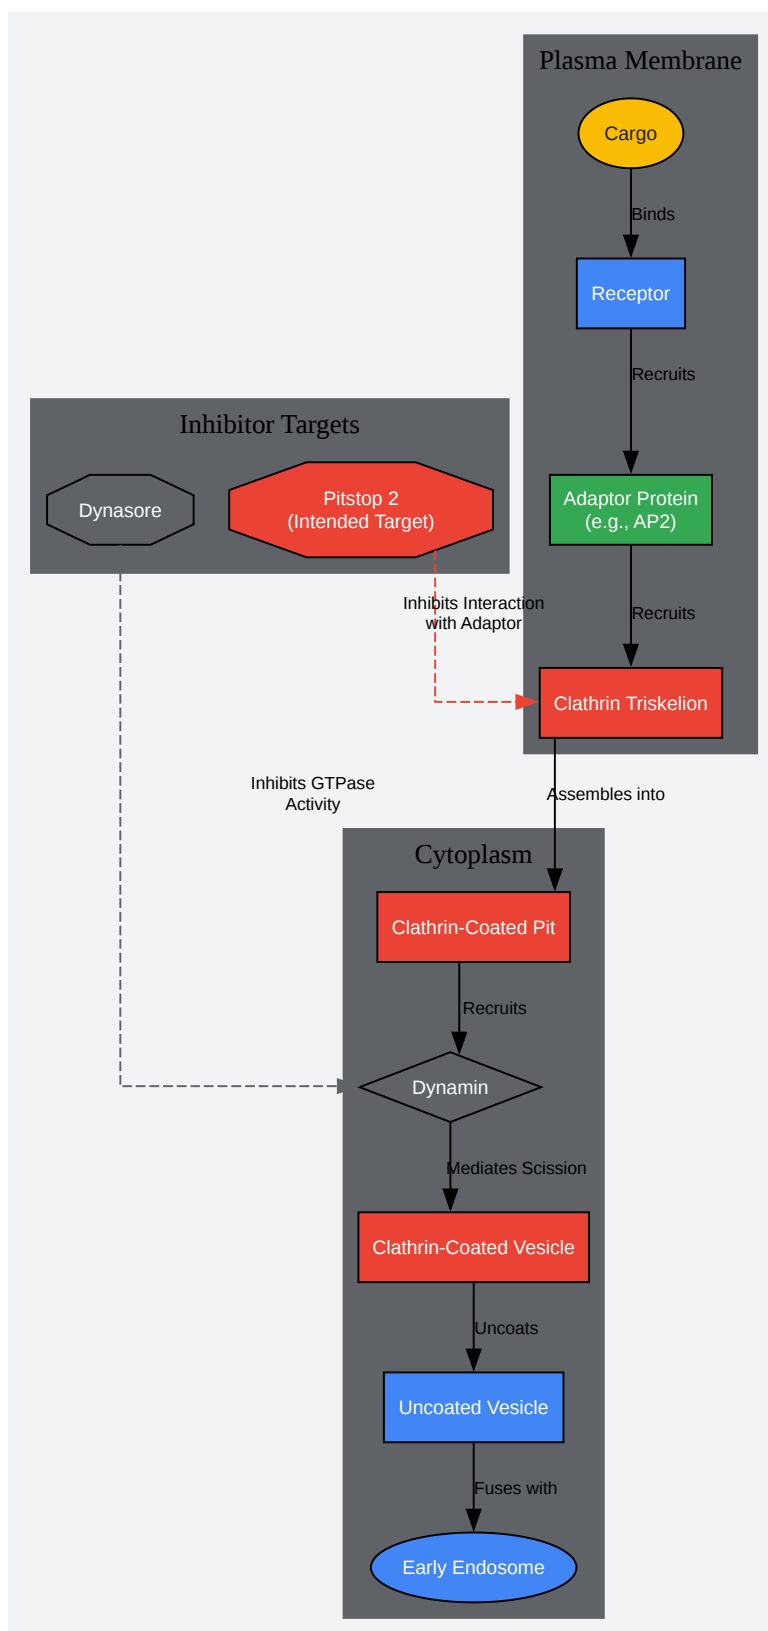 Plasma Membrane
Cargo
Binds
Receptor
Recruits
Inhibitor Targets
Dynasore
Pitstop 2
(Intended Target)
Adaptor Protein
(e.g., AP2)
Inhibits Interaction
with Adaptor
Recruits
Clathrin Triskelion
Inhibits GTPase
Activity
Assembles into
Cytoplasm
Clathrin-Coated Pit
Recruits
Dynamin
Mediates Scission
Clathrin-Coated Vesicle
Uncoats
Uncoated Vesicle
Fuses with
Early Endosome